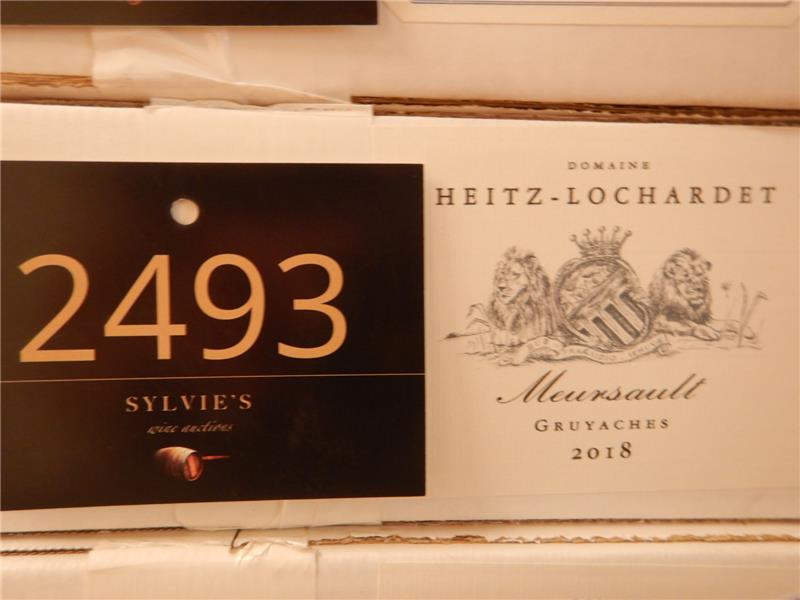 2493
SYLVIE'S
wine auctions
DOMAINE
HEITZ-LOCHARDET
Meursault
GRUYACHES
2018